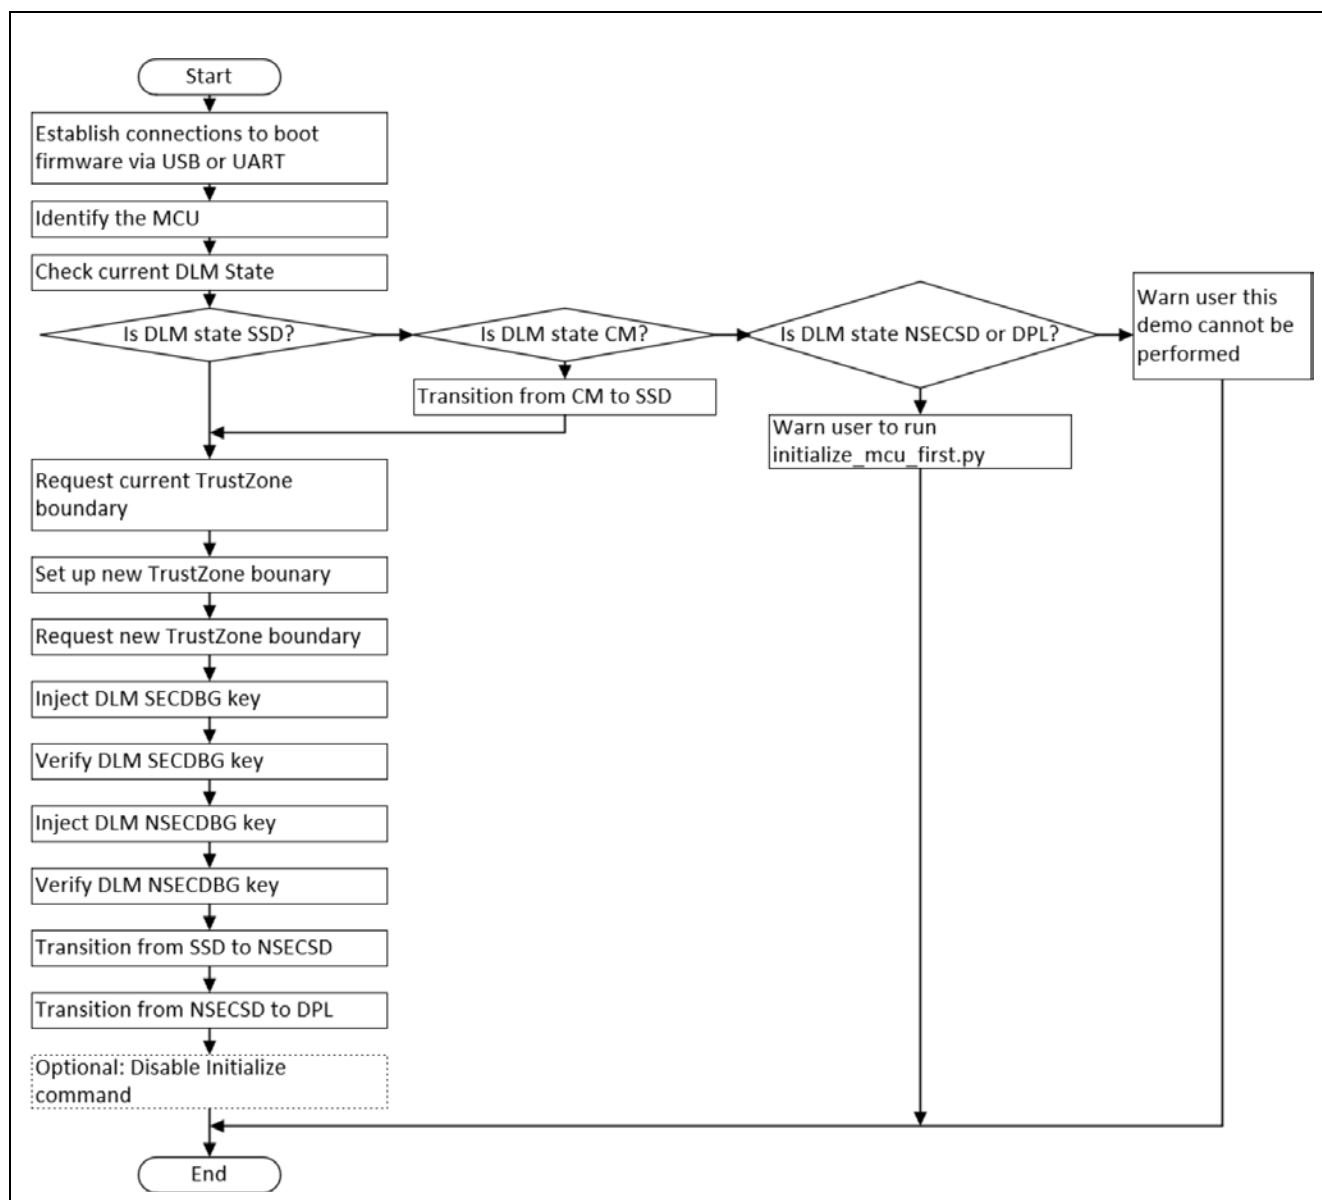 Start
Establish connections to boot
firmware via USB or UART
Identify the MCU
Check current DLM State
Is DLM state SSD?
Is DLM state CM?
Is DLM state NSECSD or DPL?
Warn user this
demo cannot be
performed
Transition from CM to SSD
Warn user to run
initialize_mcu_first.py
Request current TrustZone
boundary
Set up new TrustZone bounary
Request new TrustZone boundary
Inject DLM SECDBG key
Verify DLM SECDBG key
Inject DLM NSECDBG key
Verify DLM NSECDBG key
Transition from SSD to NSECSD
Transition from NSECSD to DPL
Optional: Disable Initialize
command
End